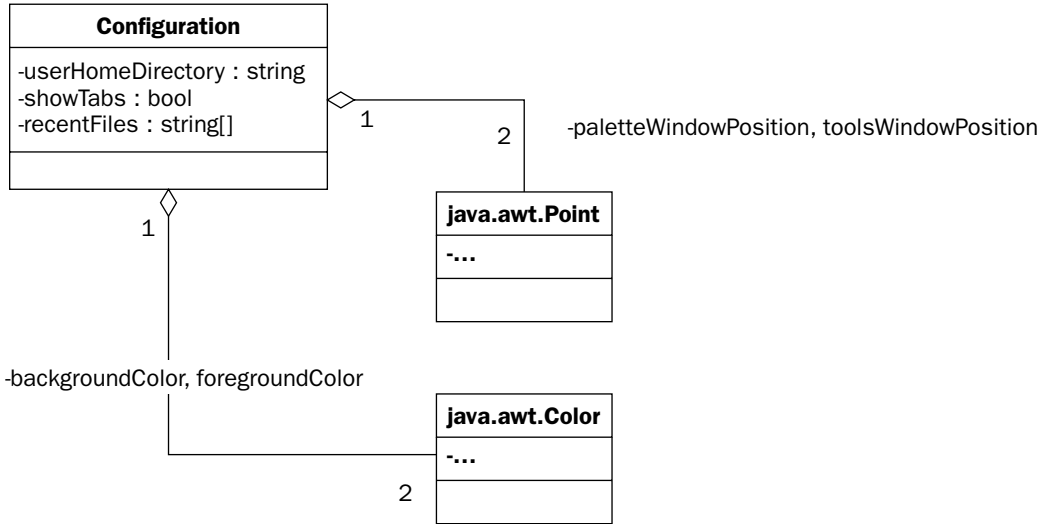 Configuration
-userHomeDirectory : string
-showTabs : bool
-recentFiles : string[]
1
2
-paletteWindowPosition, toolsWindowPosition
java.awt.Point
-...
1
-backgroundColor, foregroundColor
java.awt.Color
-...
2